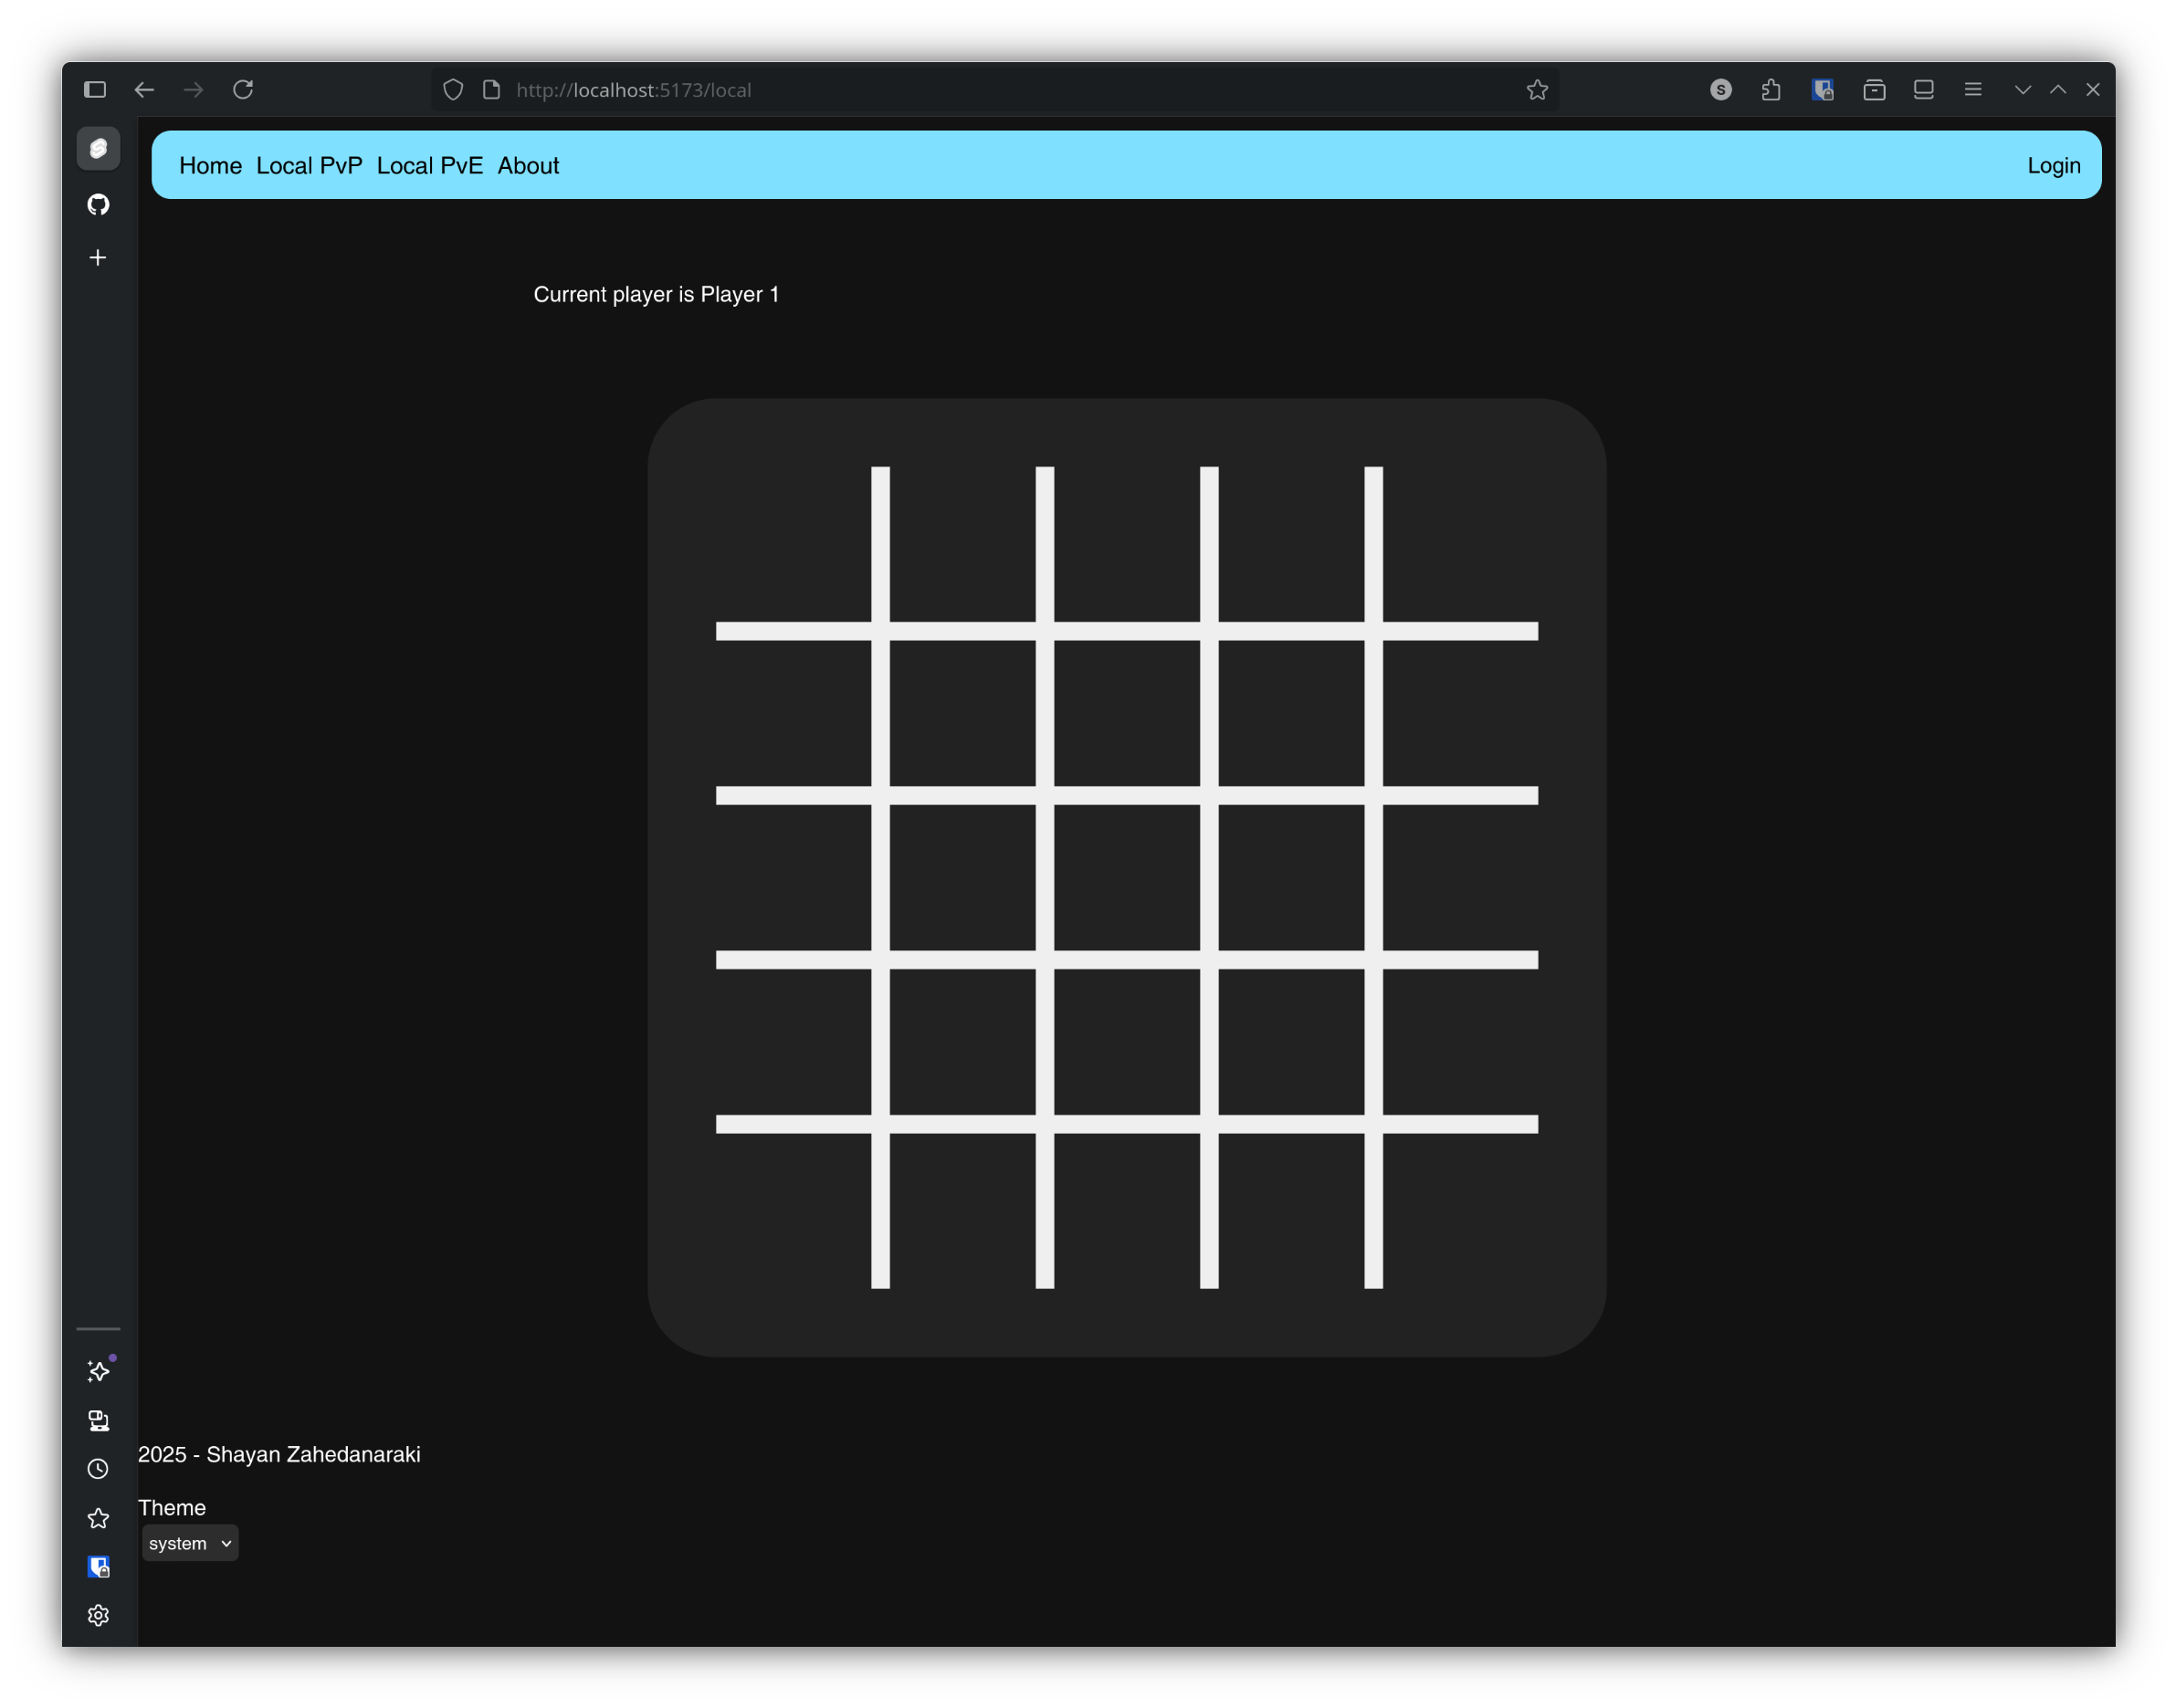 http://localhost:5173/local
S
Home Local PvP Local PvE About Login
Current player is Player 1
2025 - Shayan Zahedanaraki
Theme
system